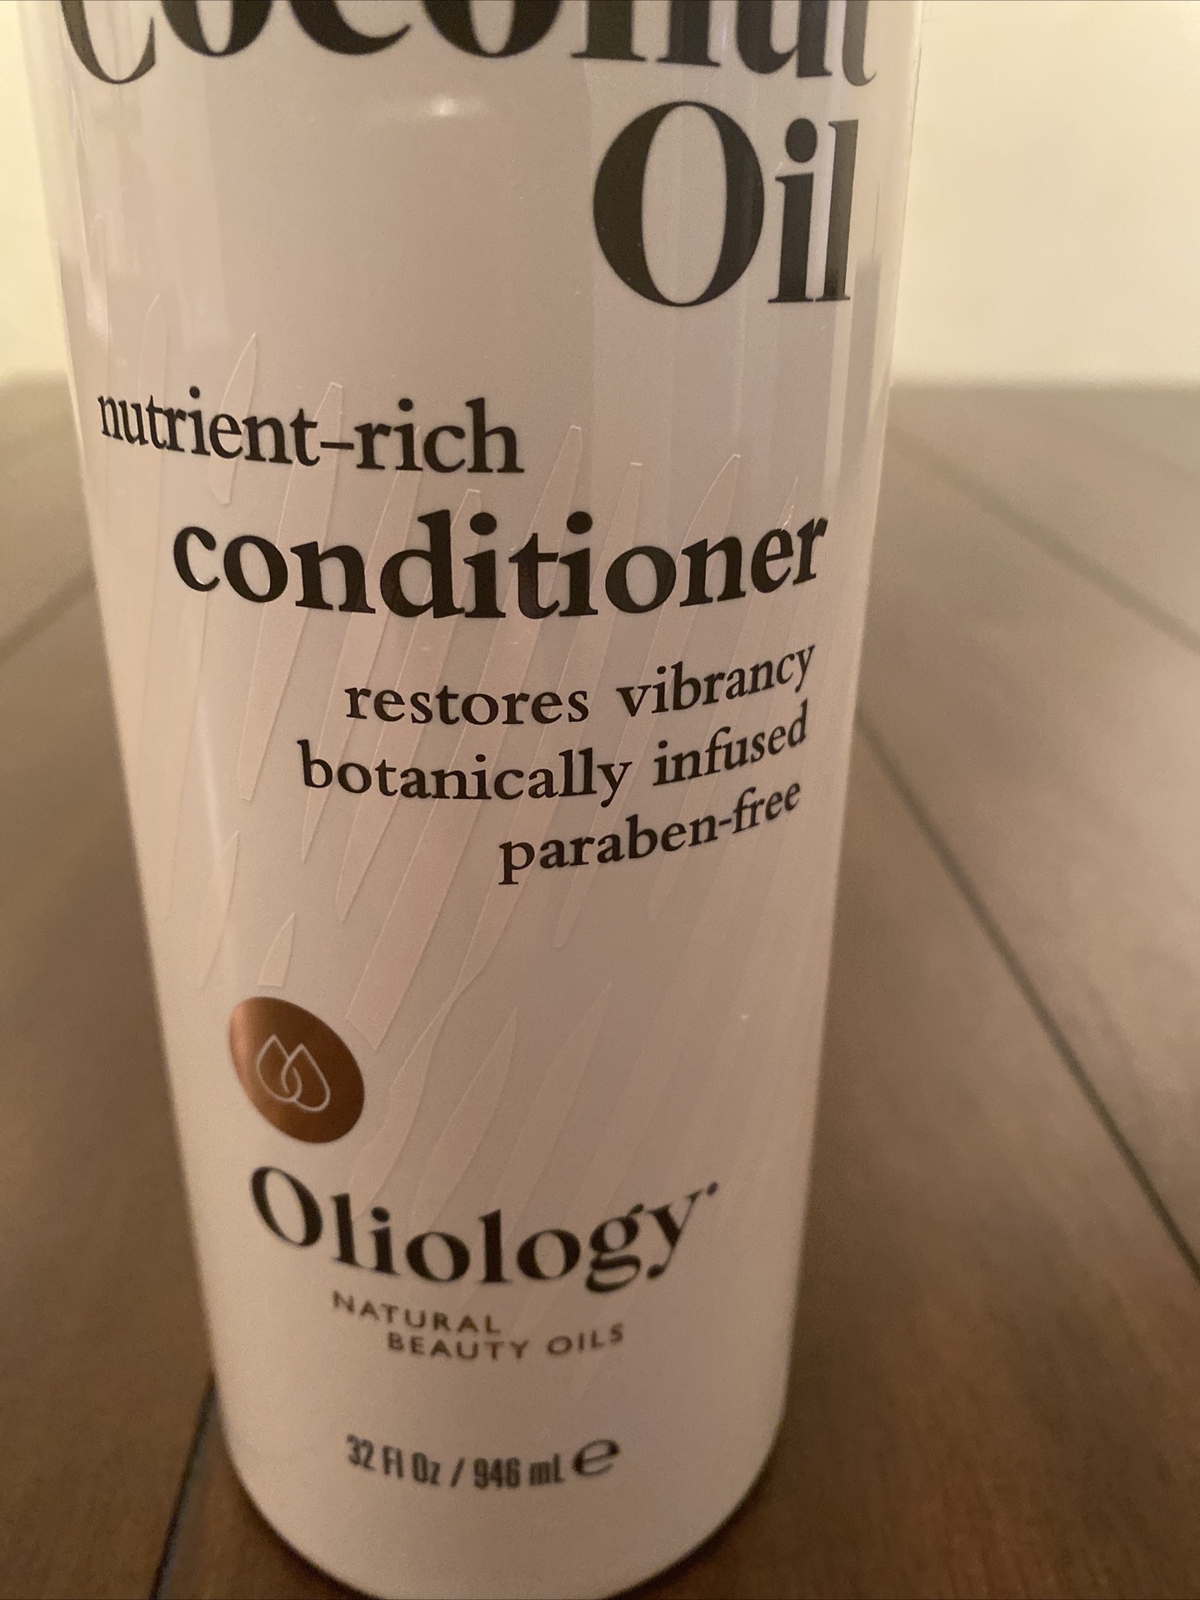 Coconut
Oil
nutrient-rich
conditioner
restores vibrancy
botanically infused
paraben-free
Oliology
NATURAL
BEAUTY OILS
32 Fl Oz / 946 mL e